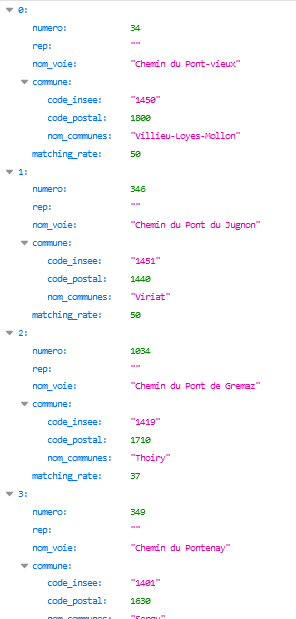 0:
numero: 34
rep: ""
nom_voie: "Chemin du Pont-vieux"
commune:
code_insee: "1450"
code_postal: 1800
nom_communes: "Villieu-Loyes-Mollon"
matching_rate: 50
1:
numero: 346
rep: ""
nom_voie: "Chemin du Pont du Jugnon"
commune:
code_insee: "1451"
code_postal: 1440
nom_communes: "Viriat"
matching_rate: 50
2:
numero: 1034
rep: ""
nom_voie: "Chemin du Pont de Gremaz"
commune:
code_insee: "1419"
code_postal: 1710
nom_communes: "Thoiry"
matching_rate: 37
3:
numero: 349
rep: ""
nom_voie: "Chemin du Pontenay"
commune:
code_insee: "1401"
code_postal: 1630
nom_communes: